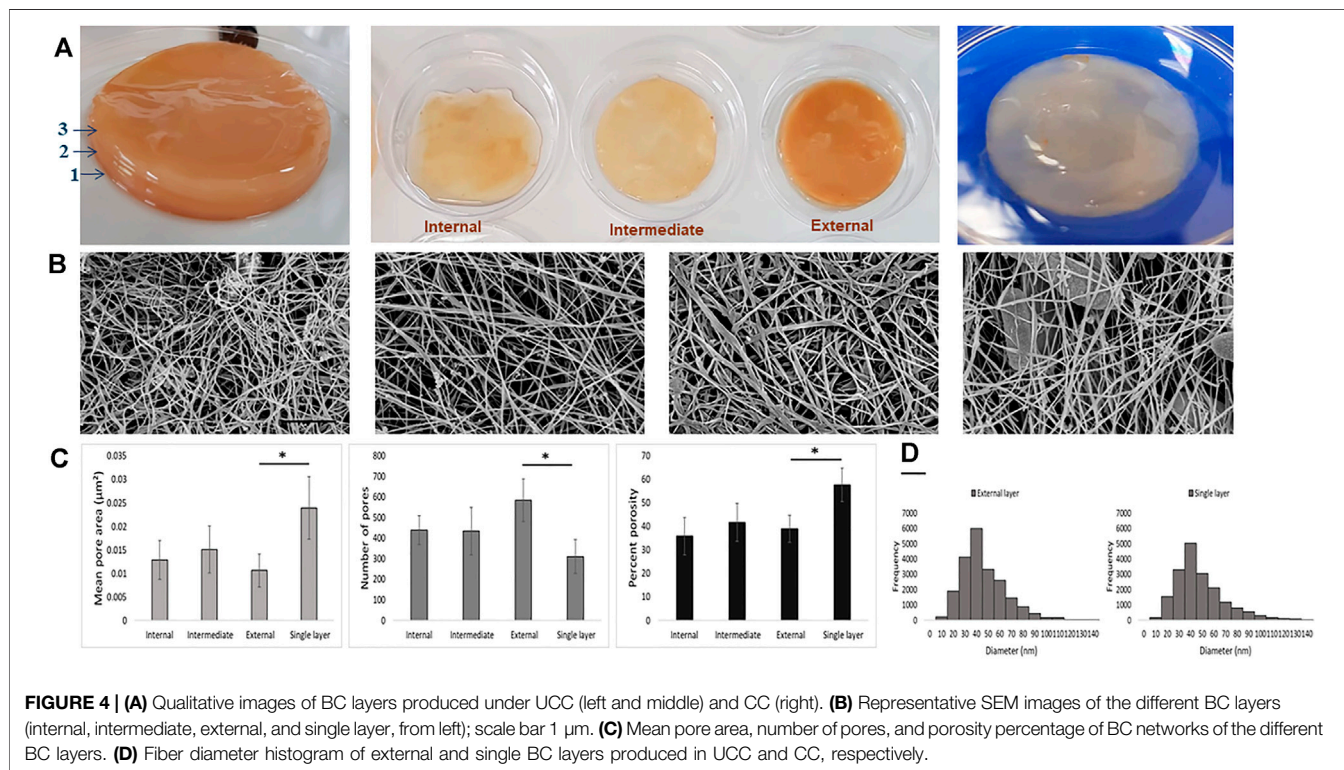 A
3
2
1
Internal
Intermediate
External
B
C
Mean pore area (µm²)
0.035
0.03
0.025
0.02
0.015
0.01
0.005
0
*
Internal Intermediate External Single layer
Number of pores
800
700
600
500
400
300
200
100
0
*
Internal Intermediate External Single layer
Percent porosity
70
60
50
40
30
20
10
0
*
Internal Intermediate External Single layer
D
External layer
Frequency
7000
6000
5000
4000
3000
2000
1000
0
0 10 20 30 40 50 60 70 80 90 100110120130140
Diameter (nm)
Single layer
Frequency
7000
6000
5000
4000
3000
2000
1000
0
0 10 20 30 40 50 60 70 80 90 100110120130140
Diameter (nm)
FIGURE 4 | (A) Qualitative images of BC layers produced under UCC (left and middle) and CC (right). (B) Representative SEM images of the different BC layers
(internal, intermediate, external, and single layer, from left); scale bar 1 µm. (C) Mean pore area, number of pores, and porosity percentage of BC networks of the different
BC layers. (D) Fiber diameter histogram of external and single BC layers produced in UCC and CC, respectively.